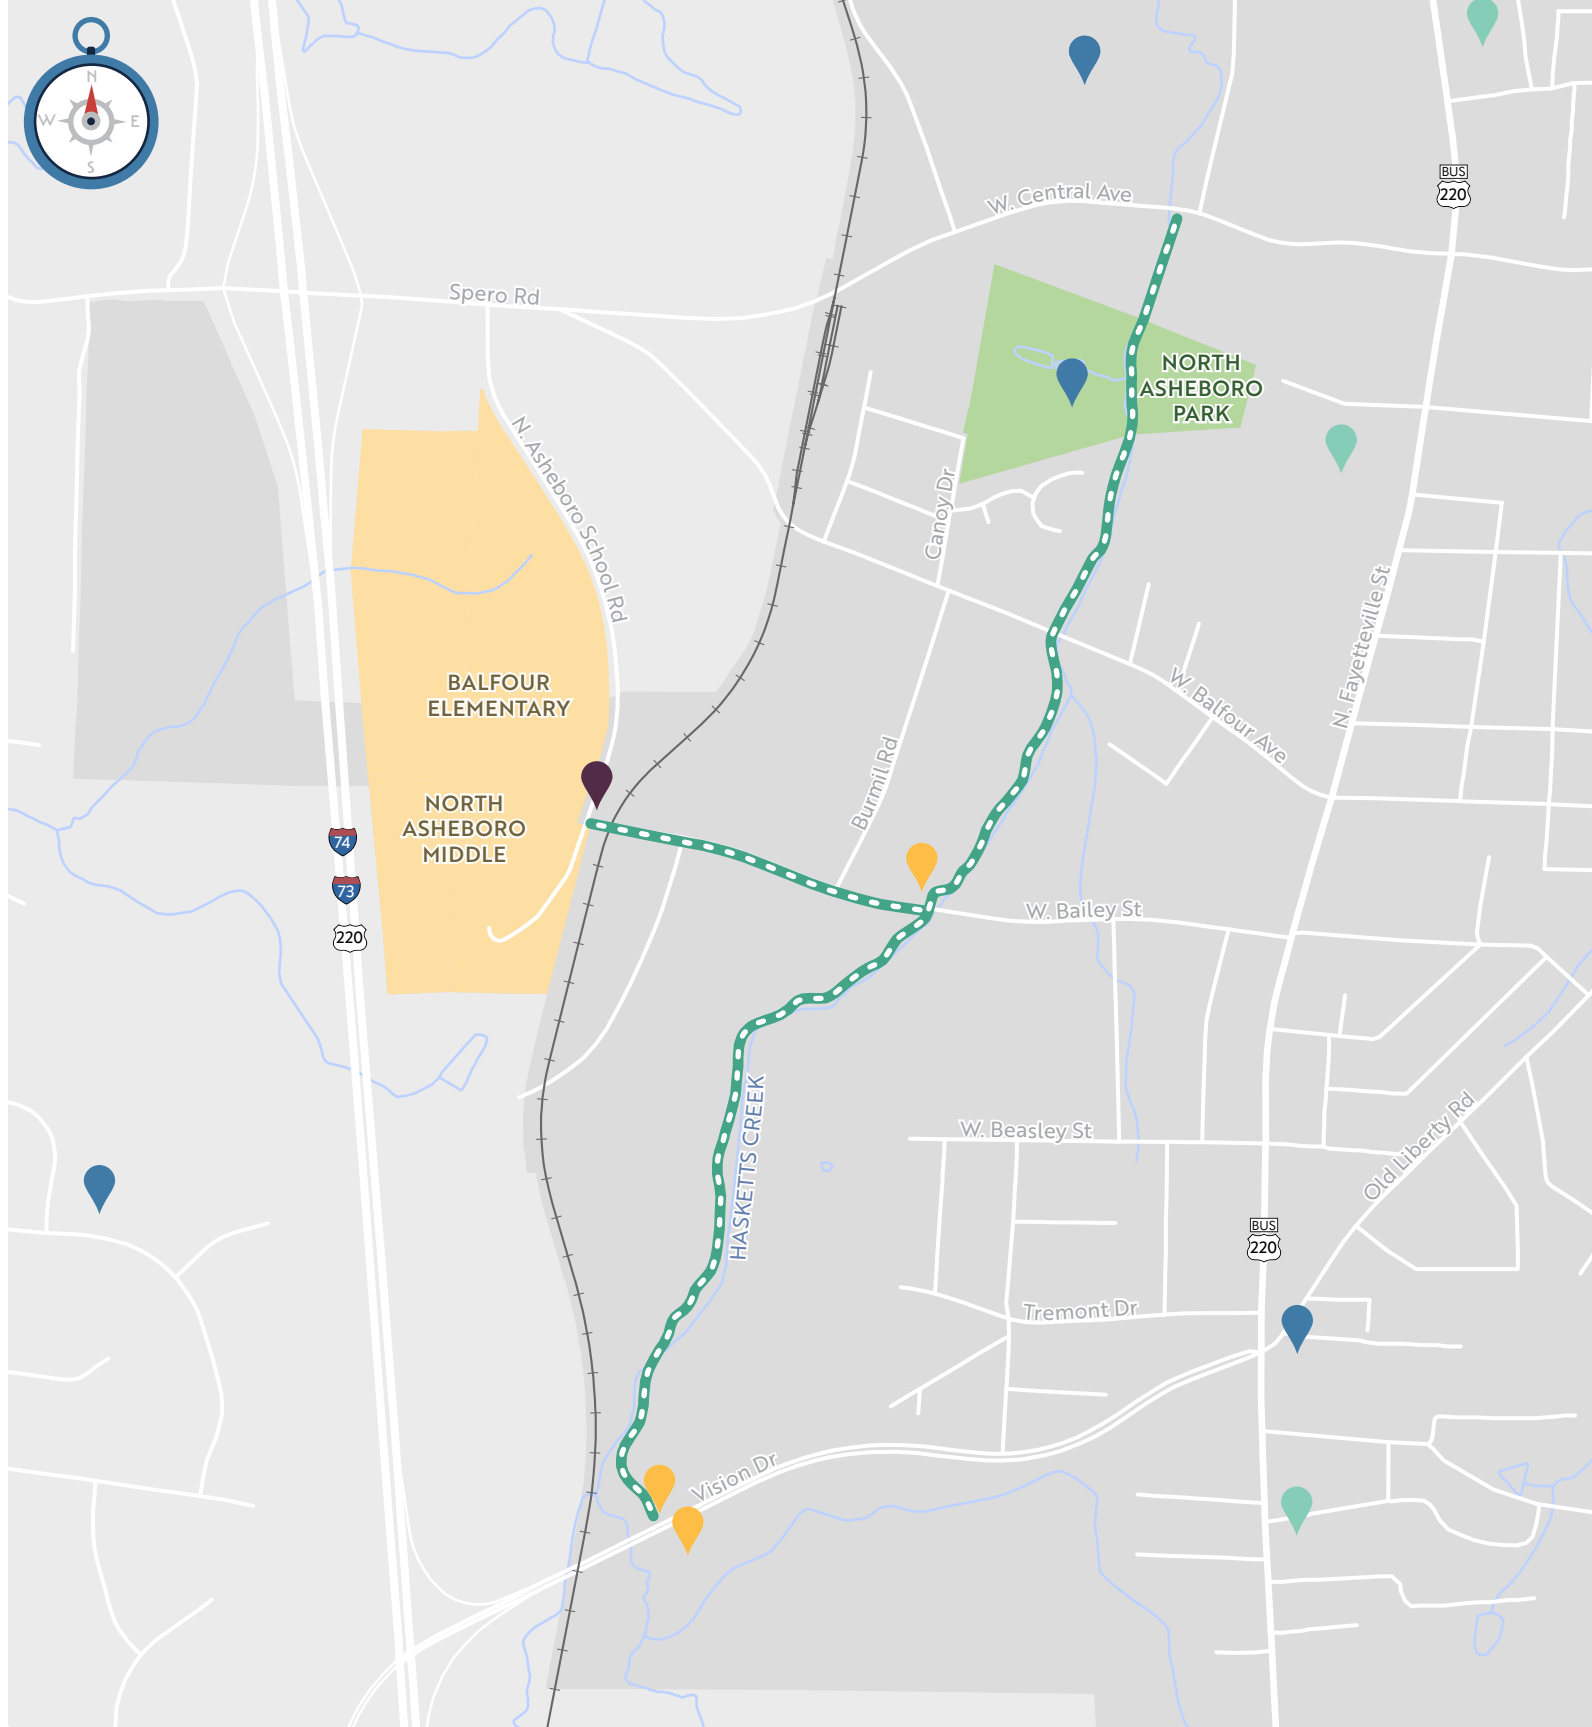 N
W
E
S
BUS
220
W. Central Ave
Spero Rd
NORTH
ASHEBORO
PARK
N. Asheboro School Rd
Canoy Dr
N. Fayetteville St
W. Balfour Ave
BALFOUR
ELEMENTARY
Burmil Rd
NORTH
ASHEBORO
MIDDLE
74
73
220
W. Bailey St
HASKETTS CREEK
W. Beasley St
Old Liberty Rd
BUS
220
Tremont Dr
Vision Dr